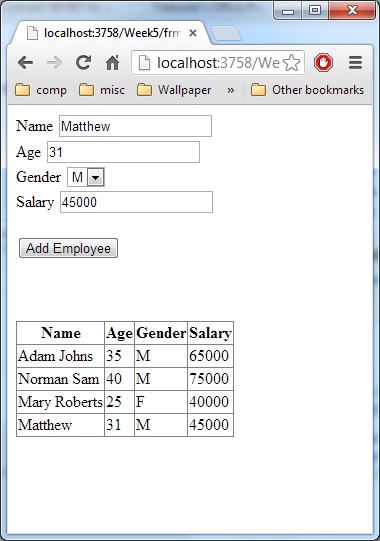 localhost:3758/Week5/frm
localhost:3758/We
comp misc Wallpaper » Other bookmarks
Name Matthew
Age 31
Gender M
Salary 45000
Add Employee
Name Age Gender Salary
Adam Johns 35 M 65000
Norman Sam 40 M 75000
Mary Roberts 25 F 40000
Matthew 31 M 45000